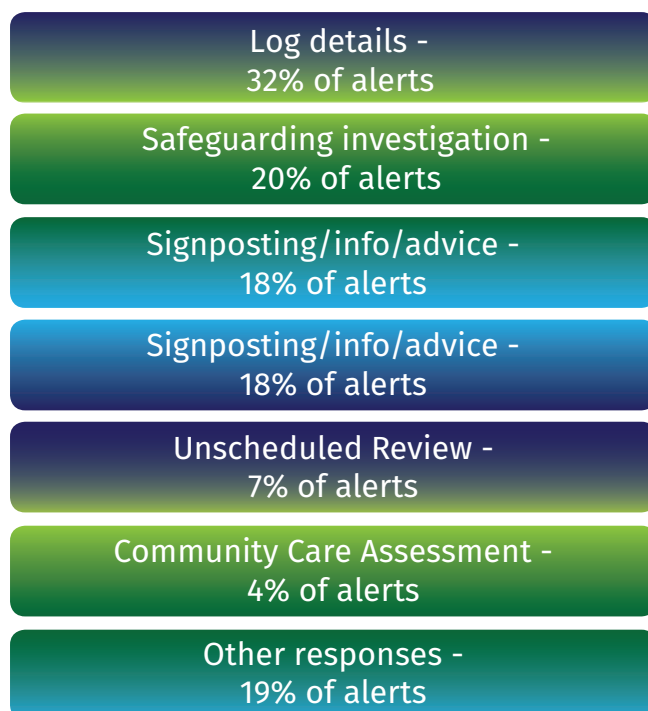 Log details -
32% of alerts
Safeguarding investigation -
20% of alerts
Signposting/info/advice -
18% of alerts
Signposting/info/advice -
18% of alerts
Unscheduled Review -
7% of alerts
Community Care Assessment -
4% of alerts
Other responses -
19% of alerts